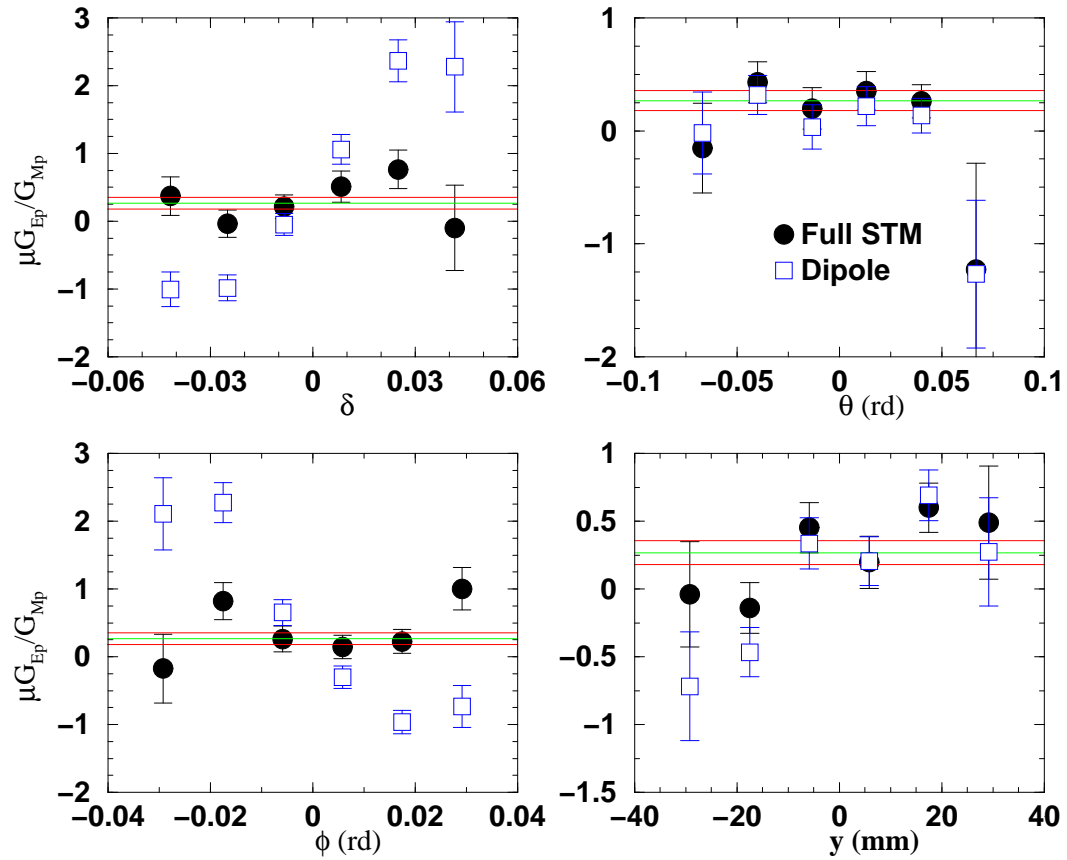 3
2
1
0
−1
−2
μG_Ep/G_Mp
−0.06 −0.03 0 0.03 0.06
δ
1
0
−1
−2
Full STM
Dipole
−0.1 −0.05 0 0.05 0.1
θ (rd)
3
2
1
0
−1
−2
μG_Ep/G_Mp
−0.04 −0.02 0 0.02 0.04
ϕ (rd)
1
0.5
0
−0.5
−1
−1.5
−40 −20 0 20 40
y (mm)